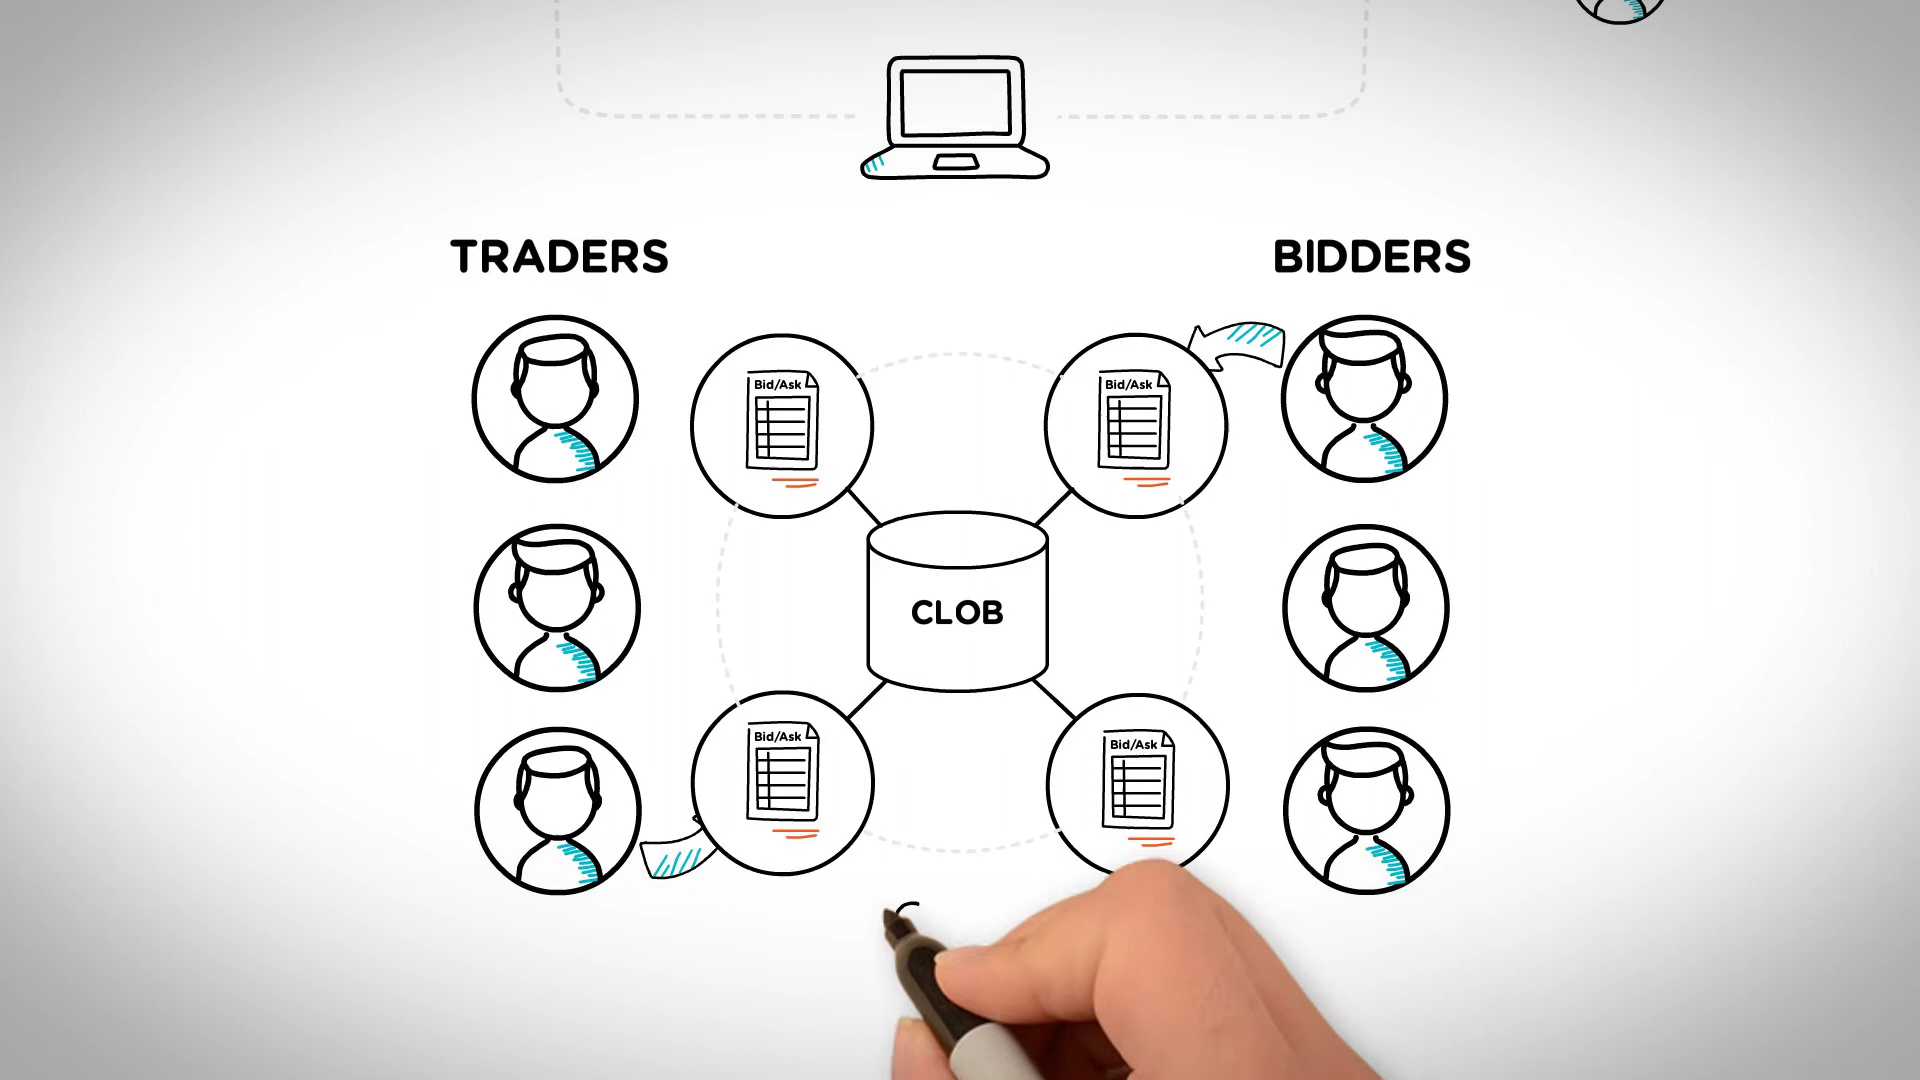 TRADERS
BIDDERS
Bid/Ask
Bid/Ask
CLOB
Bid/Ask
Bid/Ask